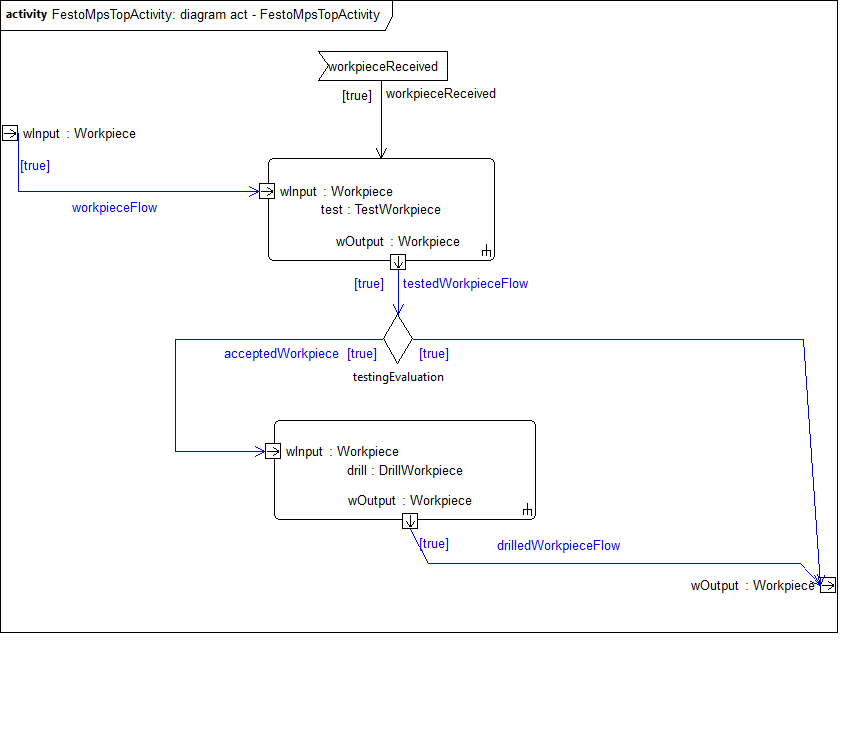 activity FestoMpsTopActivity: diagram act - FestoMpsTopActivity
workpieceReceived
[true] workpieceReceived
wInput : Workpiece
[true]
workpieceFlow
wInput : Workpiece
test : TestWorkpiece
wOutput : Workpiece
[true] testedWorkpieceFlow
acceptedWorkpiece [true] [true]
testingEvaluation
wInput : Workpiece
drill : DrillWorkpiece
wOutput : Workpiece
[true] drilledWorkpieceFlow
wOutput : Workpiece